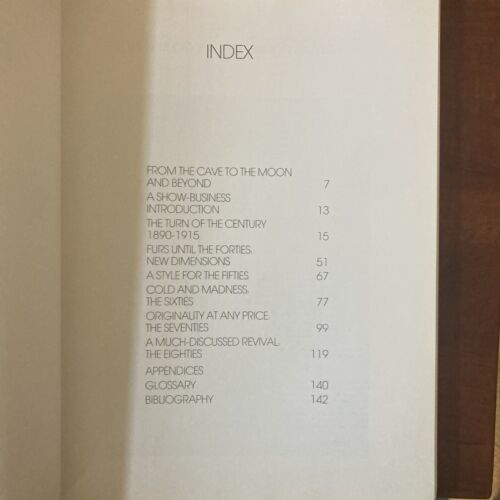 INDEX
FROM THE CAVE TO THE MOON
AND BEYOND 7
A SHOW-BUSINESS
INTRODUCTION 13
THE TURN OF THE CENTURY
1890-1915 15
FURS UNTIL THE FORTIES.
NEW DIMENSIONS 51
A STYLE FOR THE FIFTIES 67
COLD AND MADNESS.
THE SIXTIES 77
ORIGINALITY AT ANY PRICE.
THE SEVENTIES 99
A MUCH-DISCUSSED REVIVAL.
THE EIGHTIES 119
APPENDICES
GLOSSARY 140
BIBLIOGRAPHY 142